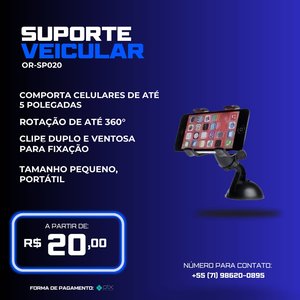 SUPORTE
VEICULAR
OR-SP020
COMPORTA CELULARES DE ATÉ
5 POLEGADAS
ROTAÇÃO DE ATÉ 360°
CLIPE DUPLO E VENTOSA
PARA FIXAÇÃO
TAMANHO PEQUENO,
PORTÁTIL
A PARTIR DE:
R$ 20,00
FORMA DE PAGAMENTO: PIX
NÚMERO PARA CONTATO:
+55 (71) 98620-0895